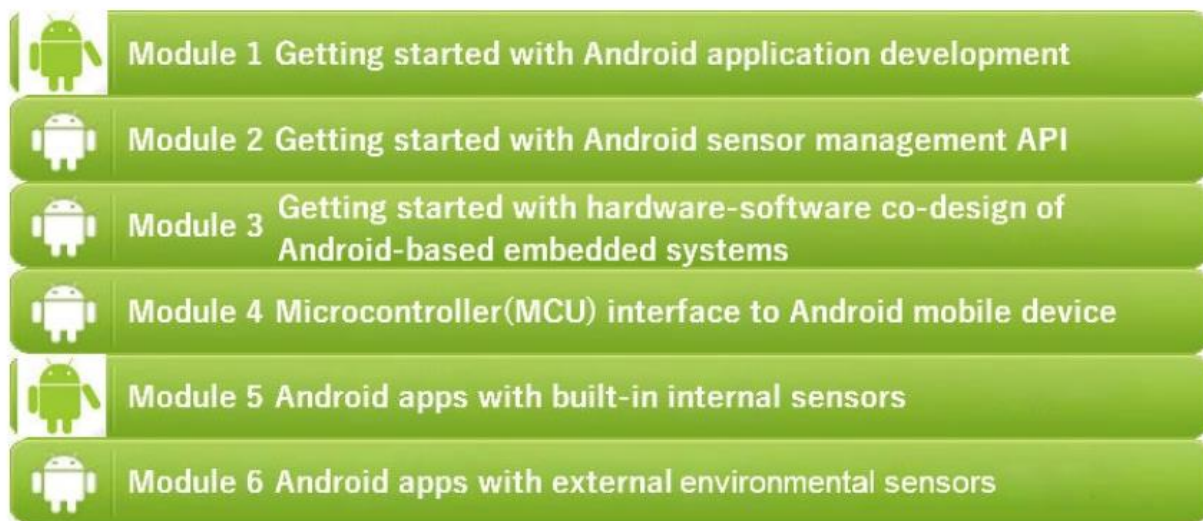 Module 1 Getting started with Android application development
Module 2 Getting started with Android sensor management API
Module 3 Getting started with hardware-software co-design of
Android-based embedded systems
Module 4 Microcontroller(MCU) interface to Android mobile device
Module 5 Android apps with built-in internal sensors
Module 6 Android apps with external environmental sensors